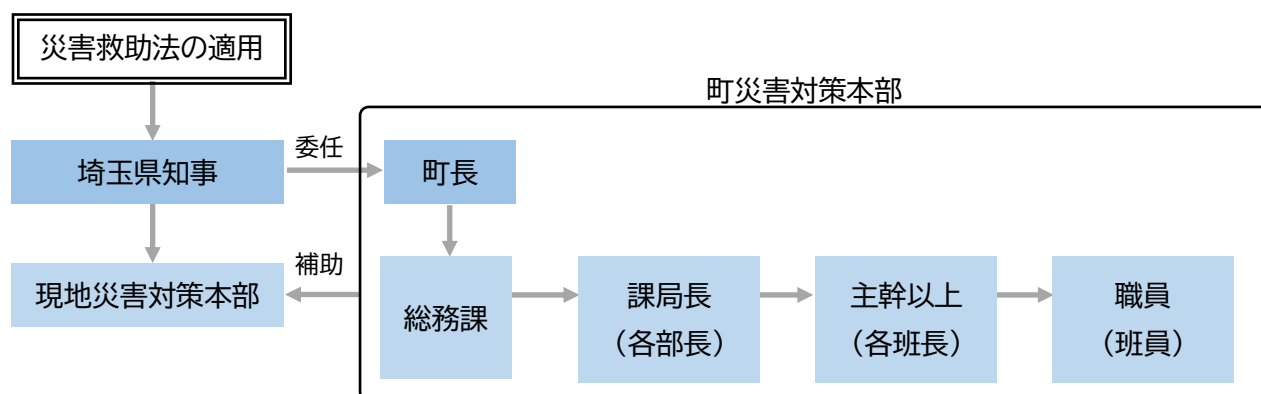 災害救助法の適用
町災害対策本部
埼玉県知事
委任
町長
現地災害対策本部
補助
総務課
課局長
（各部長）
主幹以上
（各班長）
職員
（班員）